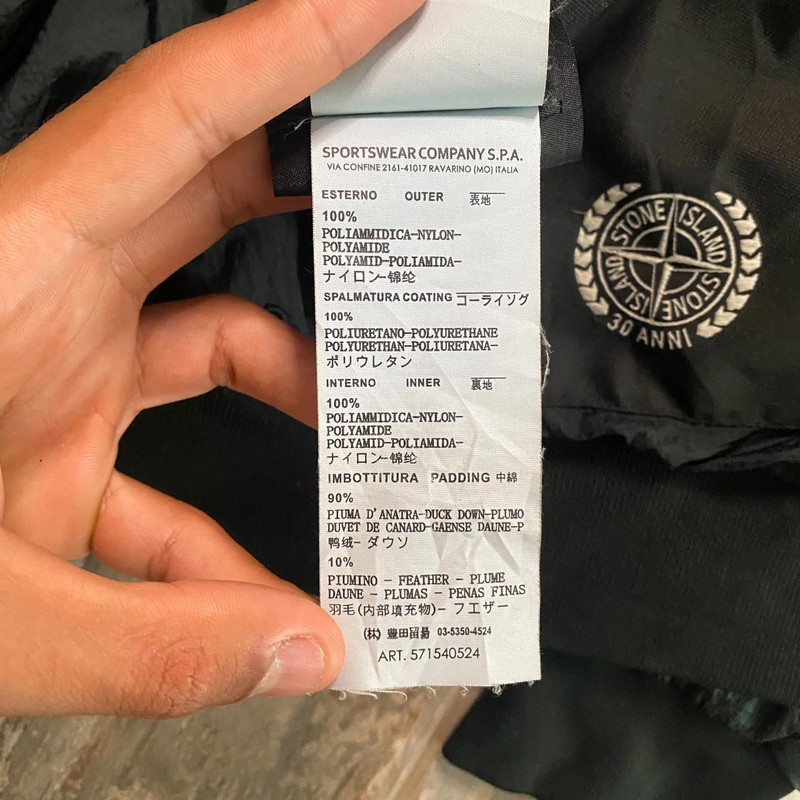 SPORTSWEAR COMPANY S.P.A.
VIA CONFINE 2161-41017 RAVARINO (MO) ITALIA
ESTERNO OUTER 表地
100%
POLIAMMIDICA-NYLON-
POLYAMIDE
POLYAMID-POLIAMIDA-
ナイロン-锦纶
SPALMATURA COATING コーライソグ
100%
POLIURETANO-POLYURETHANE
POLYURETHAN-POLIURETANA-
ポリウレタン
INTERNO INNER 裏地
100%
POLIAMMIDICA-NYLON-
POLYAMIDE
POLYAMID-POLIAMIDA-
ナイロン-锦纶
IMBOTTITURA PADDING 中綿
90%
PIUMA D'ANATRA-DUCK DOWN-PLUMO
DUVET DE CANARD-GAENSE DAUNE-P
鸭绒- ダウソ
10%
PIUMINO - FEATHER - PLUME
DAUNE - PLUMAS - PENAS FINAS
羽毛(内部填充物)- フエザー
(株) 豊田留易 03-5350-4524
ART. 571540524
STONE ISLAND
STONE ISLAND
30 ANNI